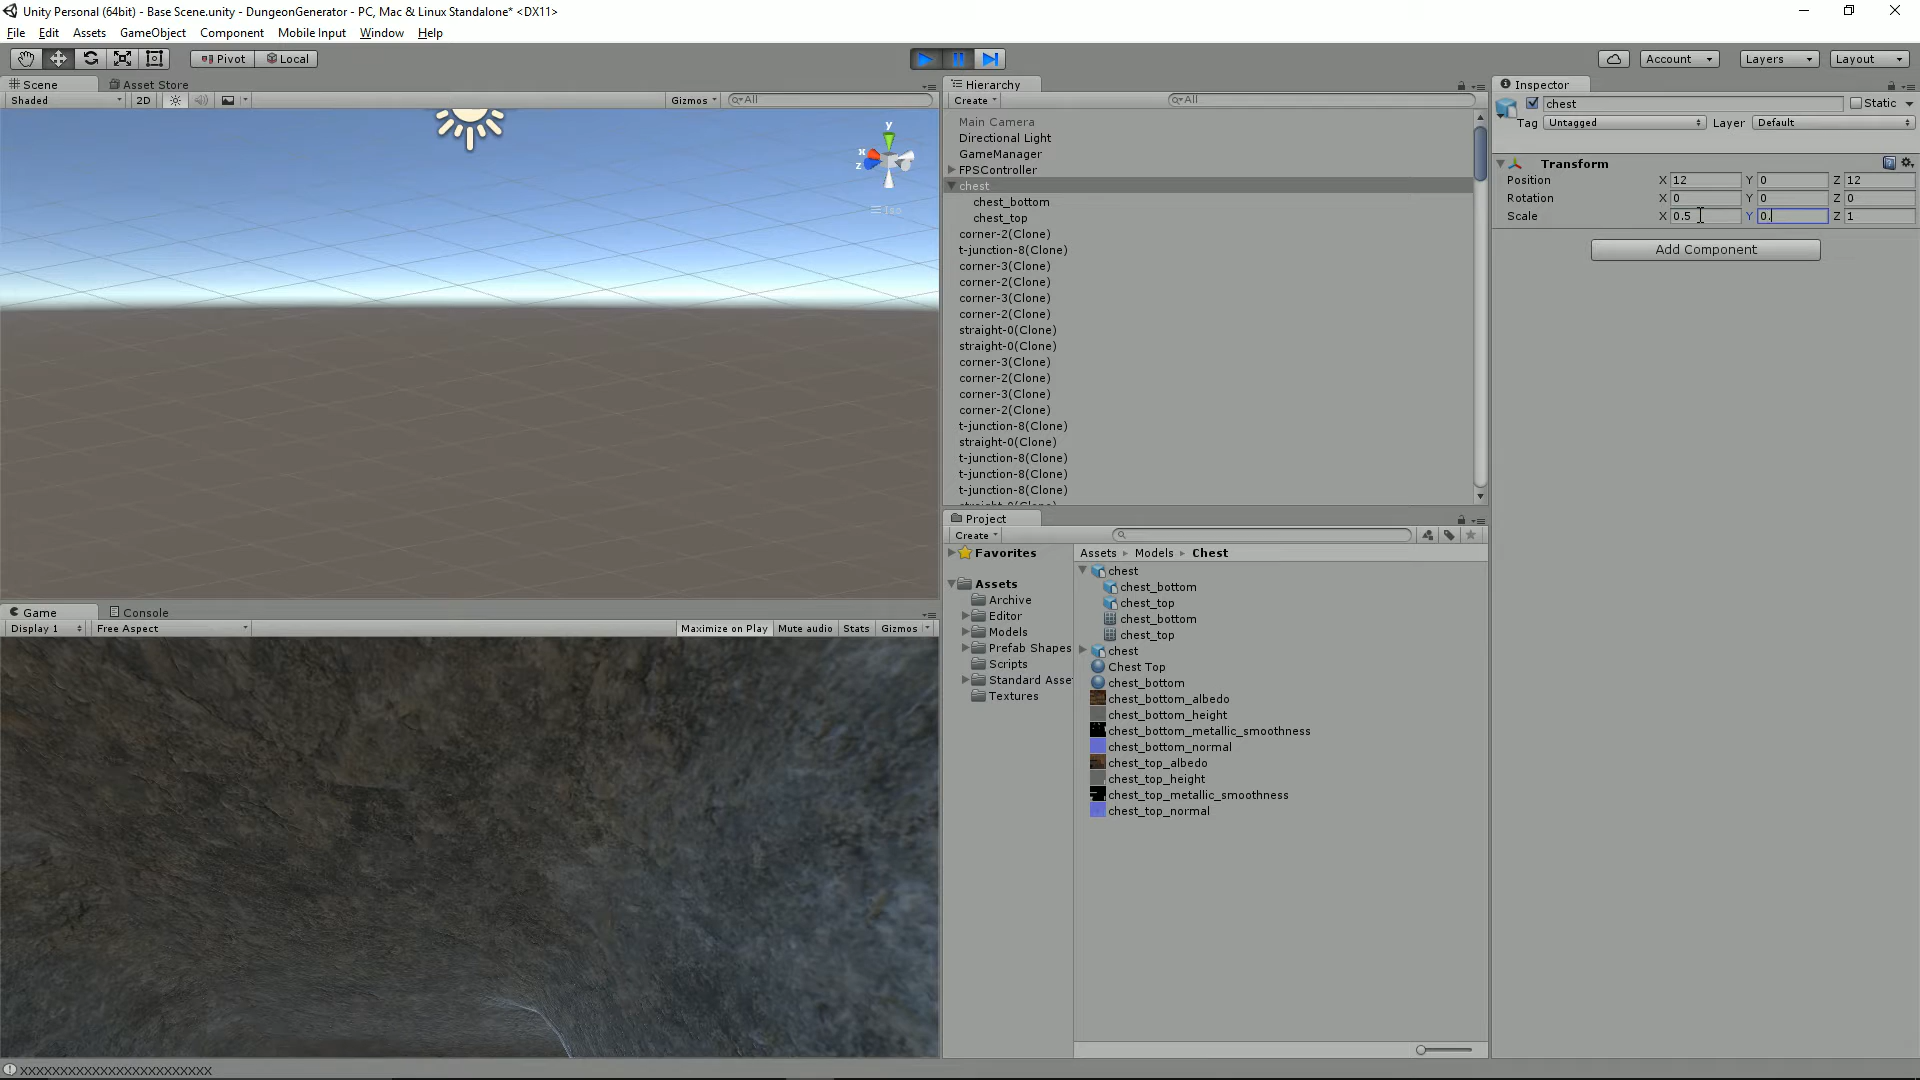 Unity Personal (64bit) - Base Scene.unity - DungeonGenerator - PC, Mac & Linux Standalone* <DX11>
File Edit Assets GameObject Component Mobile Input Window Help
Pivot Local Account Layers Layout
Scene Asset Store
Shaded 2D Gizmos All
y
x
z
Iso
Hierarchy
Create All
Main Camera
Directional Light
GameManager
FPSController
chest
chest_bottom
chest_top
corner-2(Clone)
t-junction-8(Clone)
corner-3(Clone)
corner-2(Clone)
corner-3(Clone)
corner-2(Clone)
straight-0(Clone)
straight-0(Clone)
corner-3(Clone)
corner-2(Clone)
corner-3(Clone)
corner-2(Clone)
t-junction-8(Clone)
straight-0(Clone)
t-junction-8(Clone)
t-junction-8(Clone)
t-junction-8(Clone)
straight-0(Clone)
Inspector
chest Static
Tag Untagged Layer Default
Transform
Position X 12 Y 0 Z 12
Rotation X 0 Y 0 Z 0
Scale X 0.5 Y 0. Z 1
Add Component
Game Console
Display 1 Free Aspect Maximize on Play Mute audio Stats Gizmos
Project
Create
Favorites
Assets
Archive
Editor
Models
Prefab Shapes
Scripts
Standard Asse
Textures
Assets Models Chest
chest
chest_bottom
chest_top
chest_bottom
chest_top
chest
Chest Top
chest_bottom
chest_bottom_albedo
chest_bottom_height
chest_bottom_metallic_smoothness
chest_bottom_normal
chest_top_albedo
chest_top_height
chest_top_metallic_smoothness
chest_top_normal
XXXXXXXXXXXXXXXXXXXXXXXX